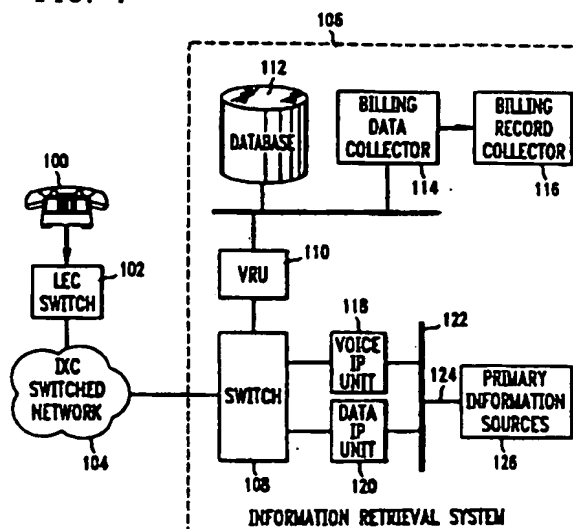 FIG.
106
112
DATABASE
BILLING
DATA
COLLECTOR
114
BILLING
RECORD
COLLECTOR
116
100
102
LEC
SWITCH
VRU
110
IXC
SWITCHED
NETWORK
104
SWITCH
108
118
VOICE
IP
UNIT
DATA
IP
UNIT
120
122
124
PRIMARY
INFORMATION
SOURCES
126
INFORMATION RETRIEVAL SYSTEM